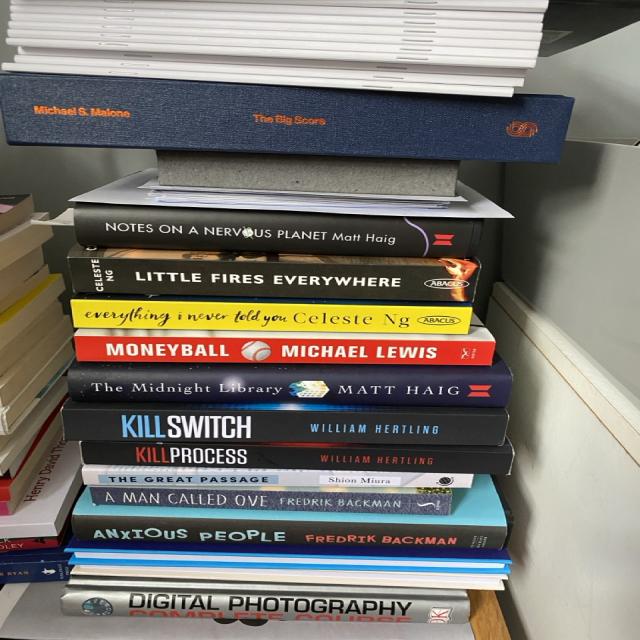 Michael S. Malone The Big Score
NOTES ON A NERVOUS PLANET Matt Haig
CELESTE NG LITTLE FIRES EVERYWHERE ABACUS
everything i never told you Celeste Ng ABACUS
MONEYBALL MICHAEL LEWIS
The Midnight Library MATT HAIG
KILLSWITCH WILLIAM HERTLING
KILLPROCESS WILLIAM HERTLING
THE GREAT PASSAGE Shion Miura
A MAN CALLED OVE FREDRIK BACKMAN
ANXIOUS PEOPLE FREDRIK BACKMAN
DIGITAL PHOTOGRAPHY
COMPLETE COURSE DK
Henry David
RYAN